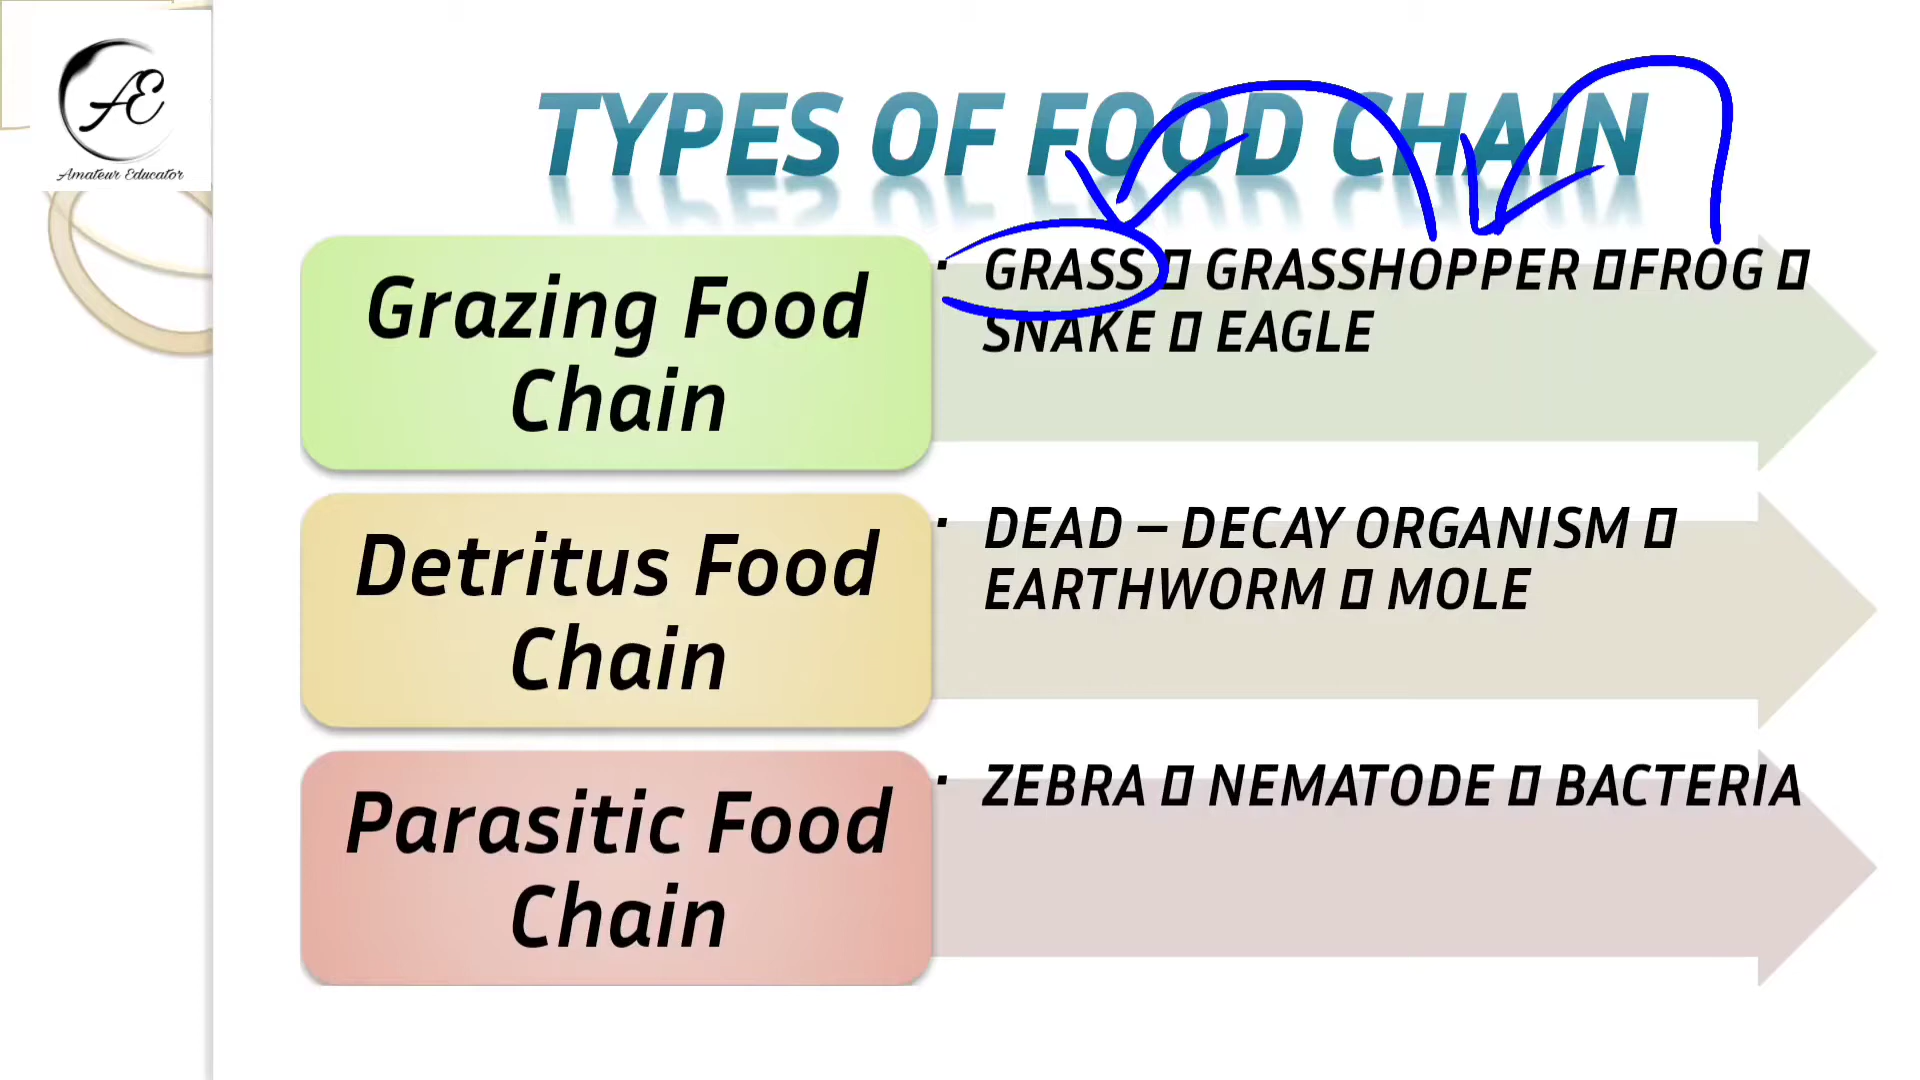 AE
Amateur Educator
TYPES OF FOOD CHAIN
Grazing Food
Chain
· GRASS ▯ GRASSHOPPER ▯FROG ▯
SNAKE ▯ EAGLE
Detritus Food
Chain
· DEAD – DECAY ORGANISM ▯
EARTHWORM ▯ MOLE
Parasitic Food
Chain
· ZEBRA ▯ NEMATODE ▯ BACTERIA